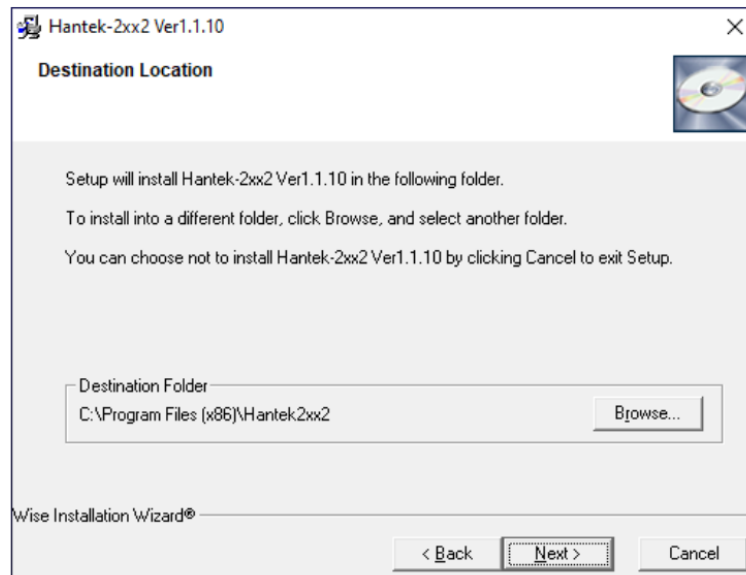 Hantek-2xx2 Ver1.1.10
Destination Location
Setup will install Hantek-2xx2 Ver1.1.10 in the following folder.
To install into a different folder, click Browse, and select another folder.
You can choose not to install Hantek-2xx2 Ver1.1.10 by clicking Cancel to exit Setup.
Destination Folder
C:\Program Files (x86)\Hantek2xx2
Browse...
Wise Installation Wizard®
< Back
Next >
Cancel